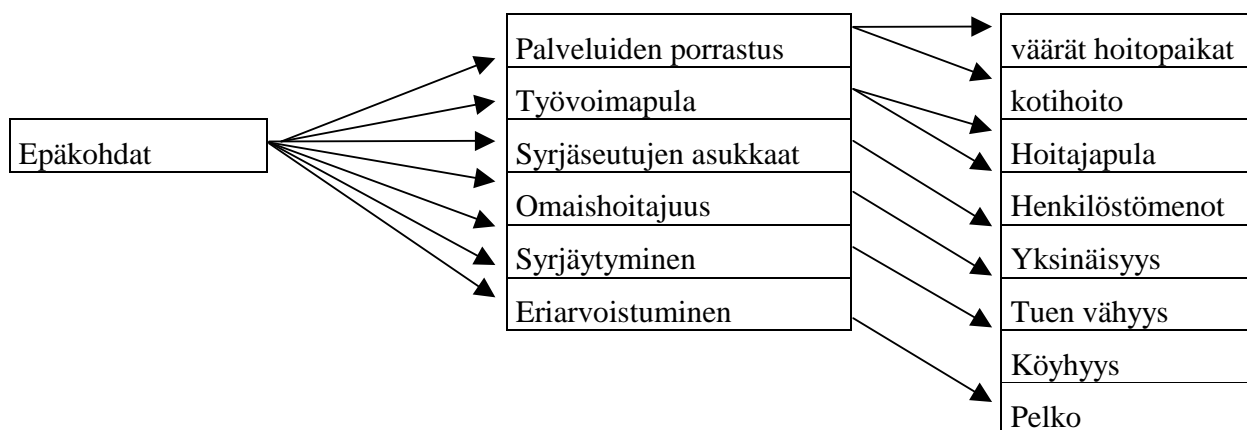 Epäkohdat
Palveluiden porrastus
Työvoimapula
Syrjäseutujen asukkaat
Omaishoitajuus
Syrjäytyminen
Eriarvoistuminen
väärät hoitopaikat
kotihoito
Hoitajapula
Henkilöstömenot
Yksinäisyys
Tuen vähyys
Köyhyys
Pelko